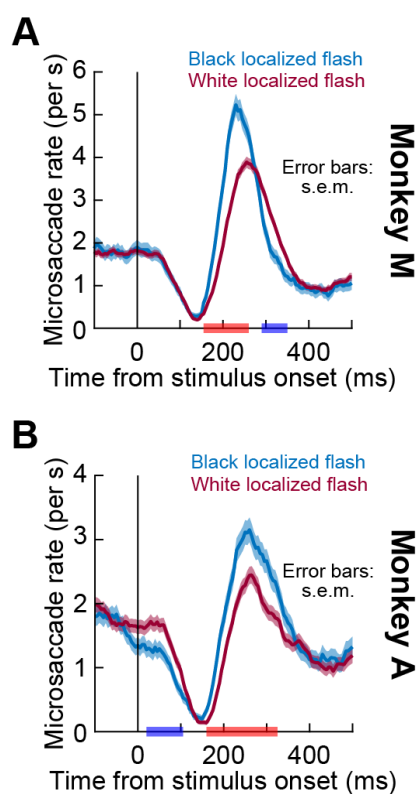 A
Black localized flash
White localized flash
Error bars:
s.e.m.
Monkey M
Microsaccade rate (per s)
6
5
4
3
2
1
0
0 200 400
Time from stimulus onset (ms)
B
Black localized flash
White localized flash
Error bars:
s.e.m.
Monkey A
Microsaccade rate (per s)
4
3
2
1
0
0 200 400
Time from stimulus onset (ms)